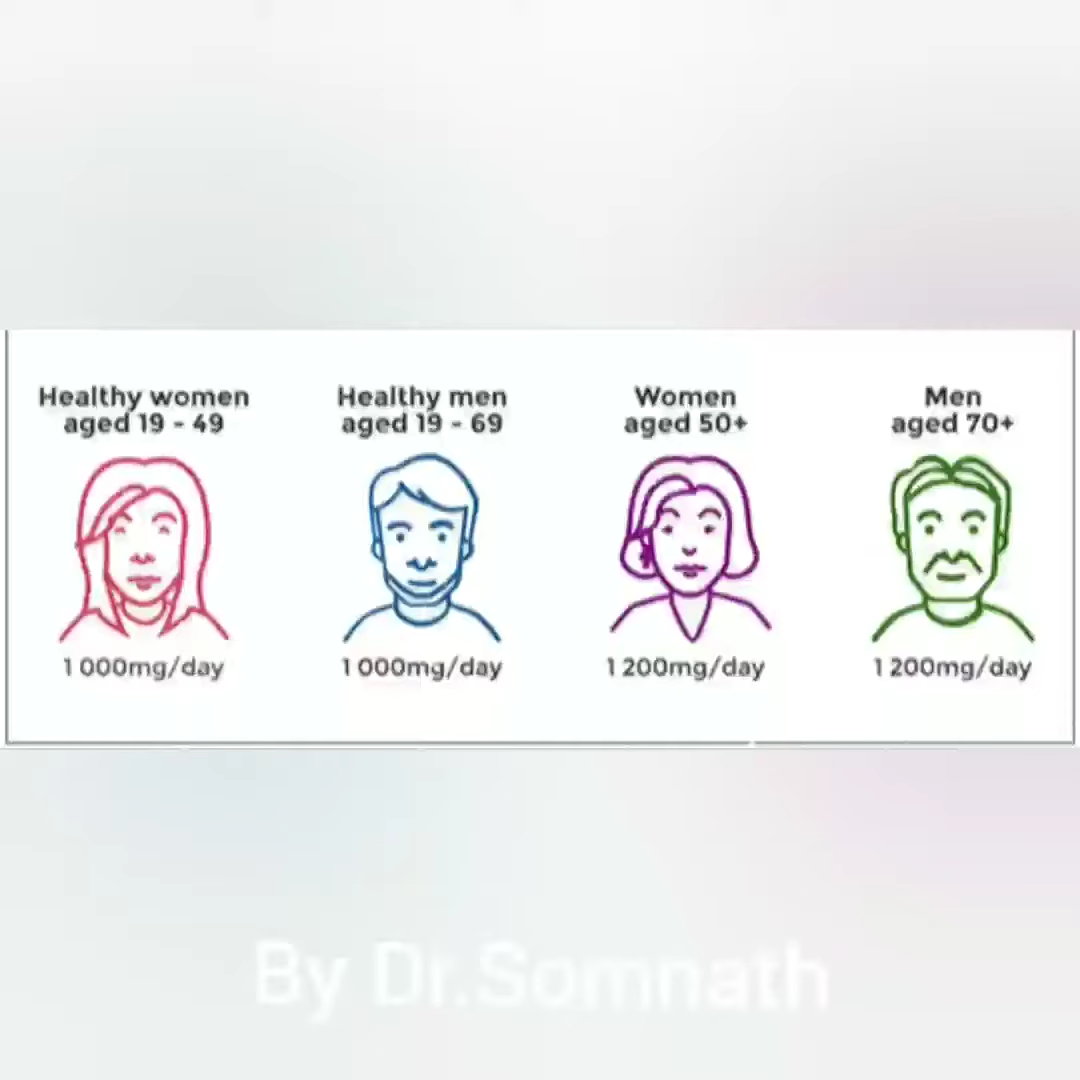 Healthy women
aged 19 - 49
1 000mg/day
Healthy men
aged 19 - 69
1 000mg/day
Women
aged 50+
1 200mg/day
Men
aged 70+
1 200mg/day
By Dr.Somnath